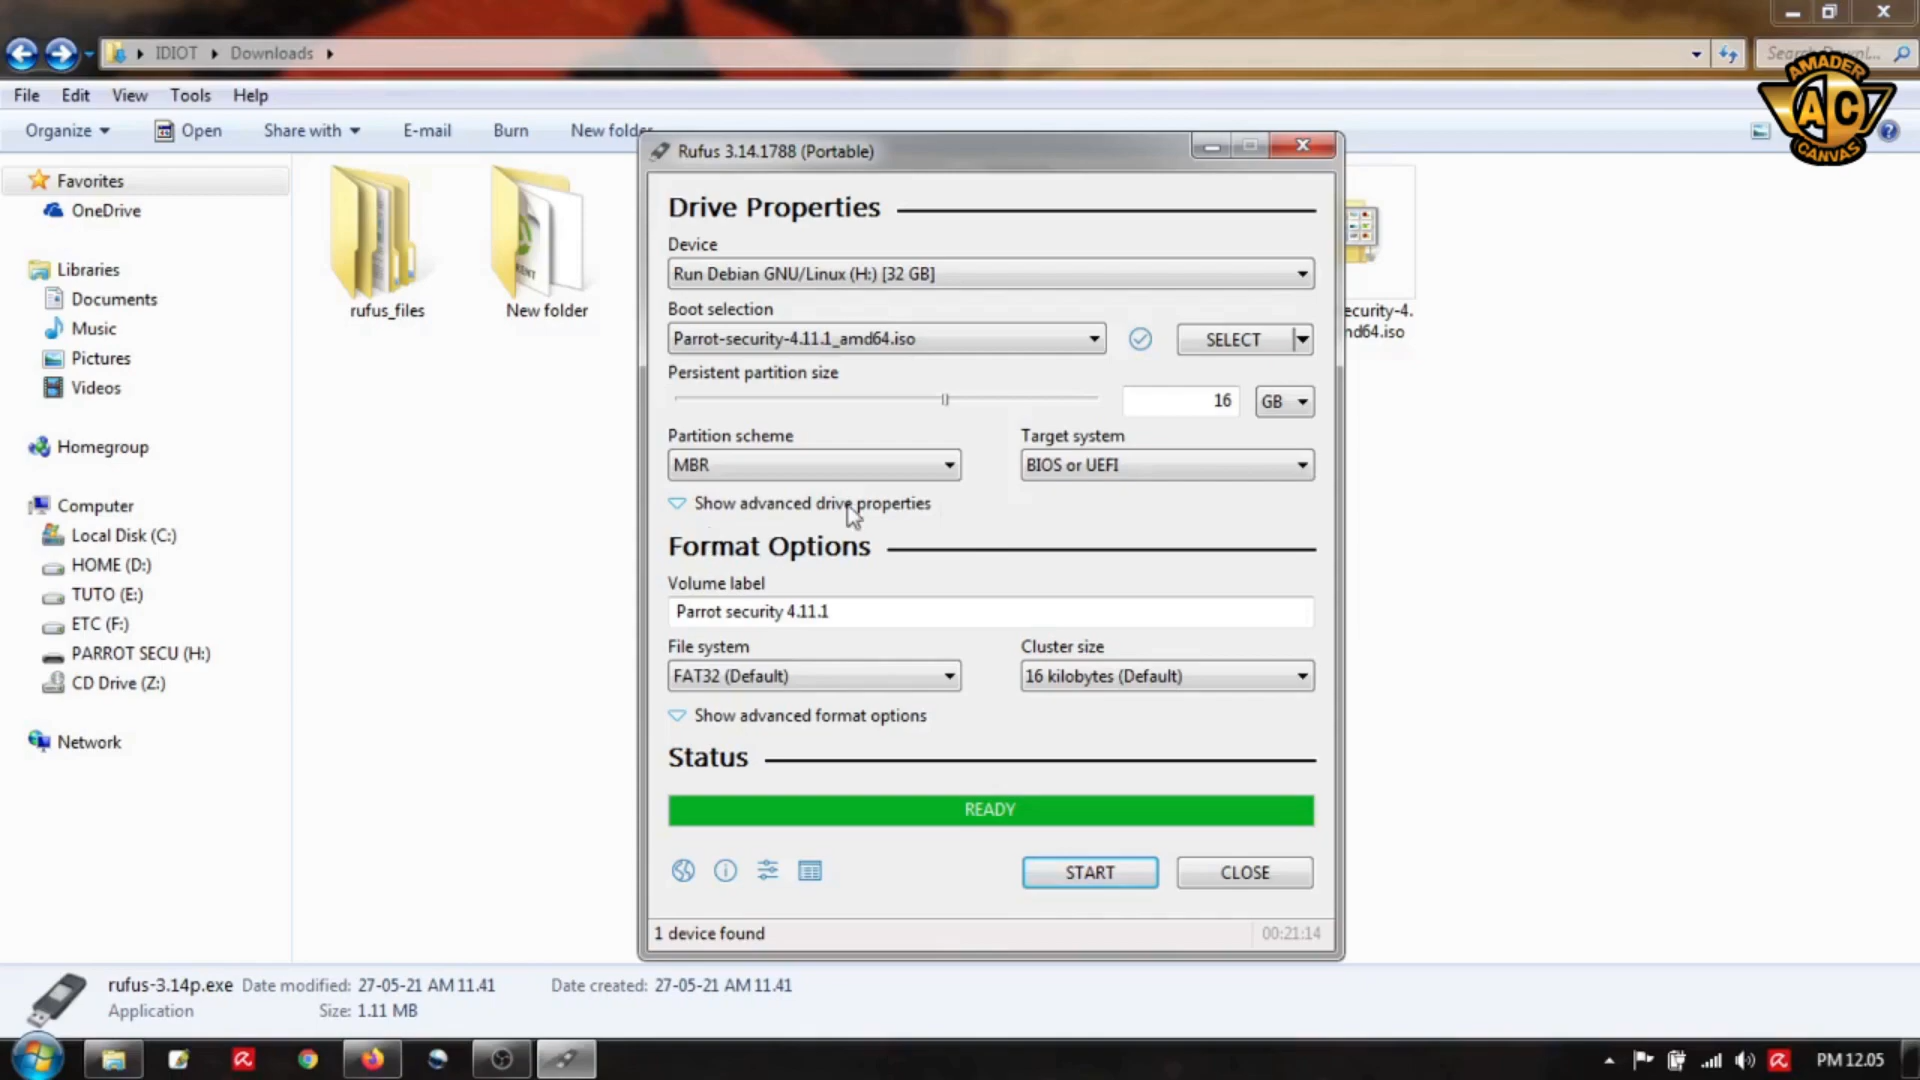 IDIOT Downloads
AMADER
AC
CANVAS
File Edit View Tools Help
Organize Open Share with E-mail Burn New folder
Favorites
OneDrive
Libraries
Documents
Music
Pictures
Videos
Homegroup
Computer
Local Disk (C:)
HOME (D:)
TUTO (E:)
ETC (F:)
PARROT SECU (H:)
CD Drive (Z:)
Network
rufus_files
New folder
ecurity-4.
nd64.iso
Rufus 3.14.1788 (Portable)
Drive Properties
Device
Run Debian GNU/Linux (H:) [32 GB]
Boot selection
Parrot-security-4.11.1_amd64.iso SELECT
Persistent partition size
16 GB
Partition scheme Target system
MBR BIOS or UEFI
Show advanced drive properties
Format Options
Volume label
Parrot security 4.11.1
File system Cluster size
FAT32 (Default) 16 kilobytes (Default)
Show advanced format options
Status
READY
START CLOSE
1 device found 00:21:14
rufus-3.14p.exe Date modified: 27-05-21 AM 11.41 Date created: 27-05-21 AM 11.41
Application Size: 1.11 MB
PM 12.05